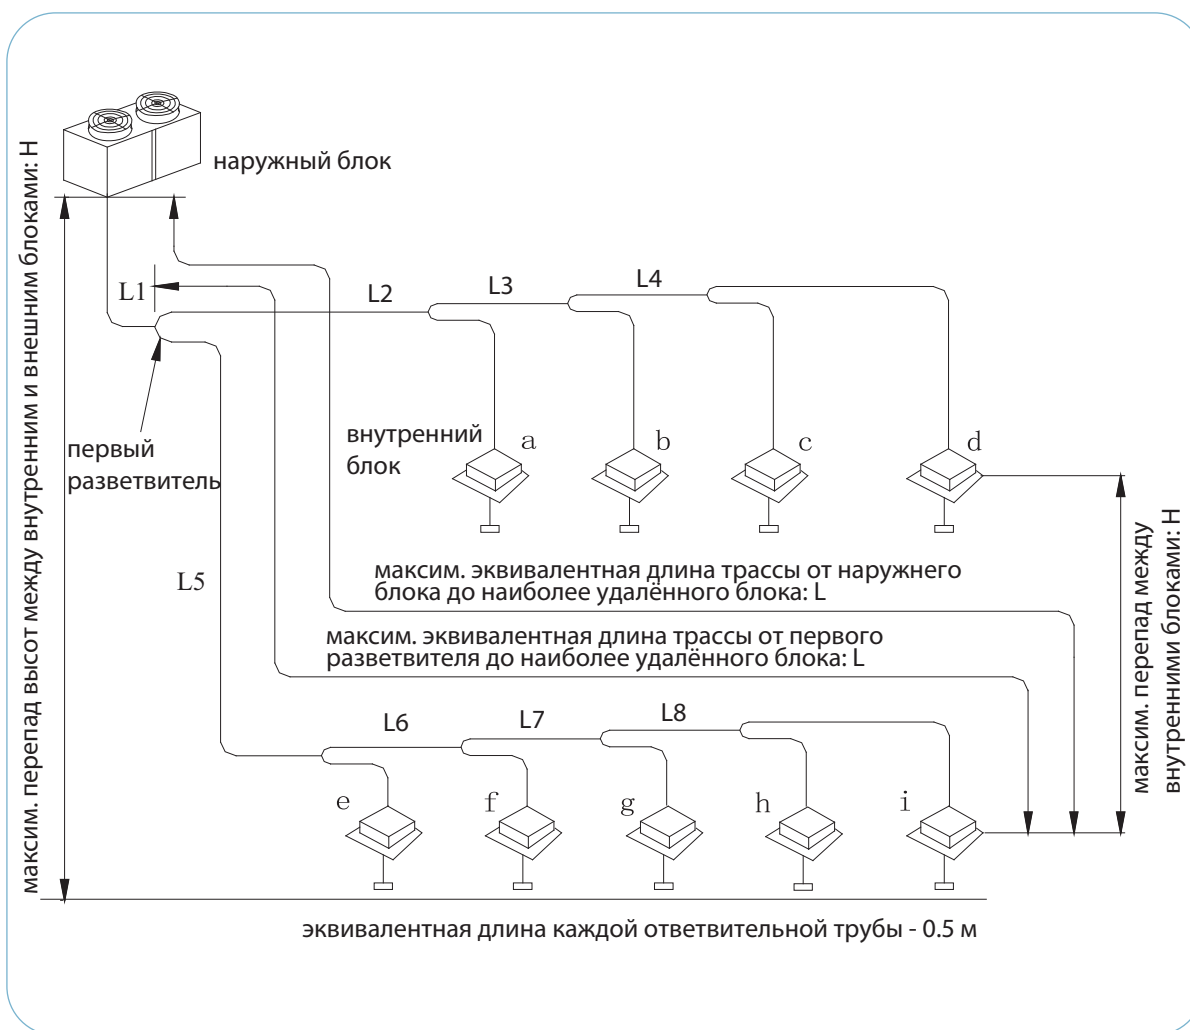 наружный блок
максим. перепад высот между внутренним и внешним блоками: H
L1
L2
L3
L4
первый
разветвитель
внутренний
блок
a
b
c
d
L5
максим. эквивалентная длина трассы от наружнего
блока до наиболее удалённого блока: L
максим. эквивалентная длина трассы от первого
разветвителя до наиболее удалённого блока: L
максим. перепад между
внутренними блоками: H
L6
L7
L8
e
f
g
h
i
эквивалентная длина каждой ответвительной трубы - 0.5 м